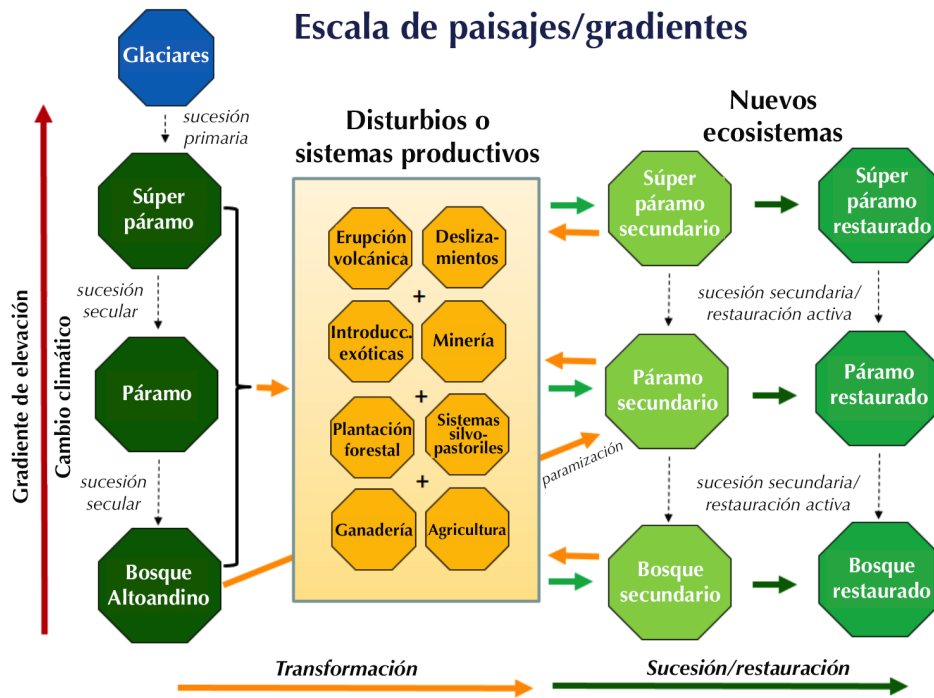 Escala de paisajes/gradientes
Glaciares
sucesión
primaria
Súper
páramo
sucesión
secular
Páramo
sucesión
secular
Bosque
Altoandino
Gradiente de elevación
Cambio climático
Disturbios o
sistemas productivos
Erupción
volcánica
Desliza-
mientos
+
Introducc.
exóticas
Minería
+
Plantación
forestal
Sistemas
silvo-
pastoriles
+
Ganadería
Agricultura
Nuevos
ecosistemas
Súper
páramo
secundario
Súper
páramo
restaurado
sucesión secundaria/
restauración activa
Páramo
secundario
Páramo
restaurado
paramización
sucesión secundaria/
restauración activa
Bosque
secundario
Bosque
restaurado
Transformación
Sucesión/restauración